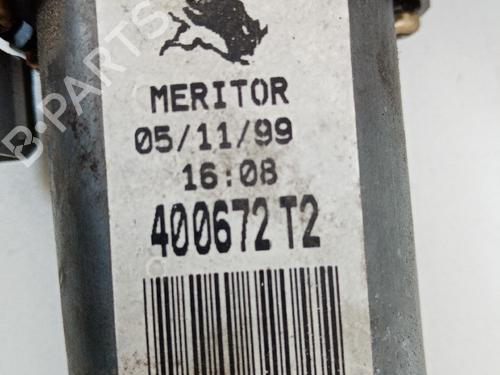 B-PARTS
MERITOR
05/11/99
16:08
400672 T2